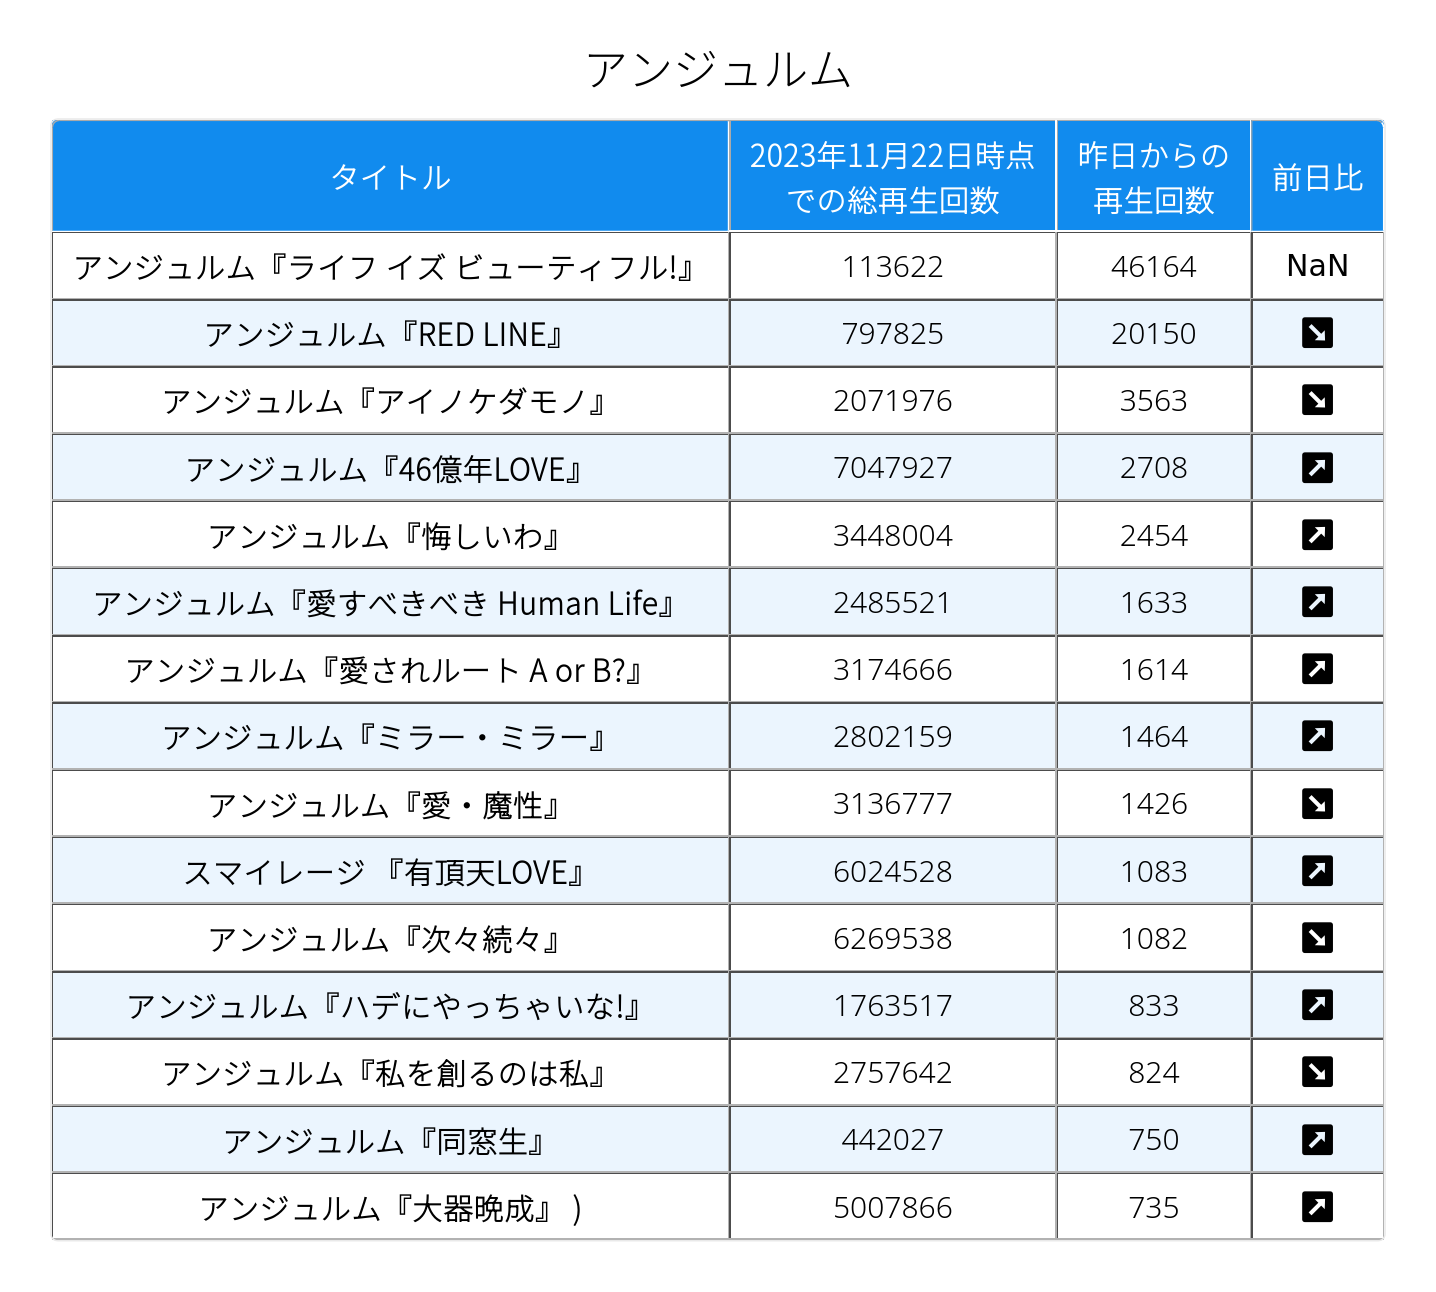 アンジュルム
タイトル 2023年11月22日時点での総再生回数 昨日からの再生回数 前日比
アンジュルム『ライフ イズ ビューティフル!』 113622 46164 NaN
アンジュルム『RED LINE』 797825 20150 ↘
アンジュルム『アイノケダモノ』 2071976 3563 ↘
アンジュルム『46億年LOVE』 7047927 2708 ↗
アンジュルム『悔しいわ』 3448004 2454 ↗
アンジュルム『愛すべきべき Human Life』 2485521 1633 ↗
アンジュルム『愛されルート A or B?』 3174666 1614 ↗
アンジュルム『ミラー・ミラー』 2802159 1464 ↗
アンジュルム『愛・魔性』 3136777 1426 ↘
スマイレージ 『有頂天LOVE』 6024528 1083 ↗
アンジュルム『次々続々』 6269538 1082 ↘
アンジュルム『ハデにやっちゃいな!』 1763517 833 ↗
アンジュルム『私を創るのは私』 2757642 824 ↘
アンジュルム『同窓生』 442027 750 ↗
アンジュルム『大器晩成』 ) 5007866 735 ↗